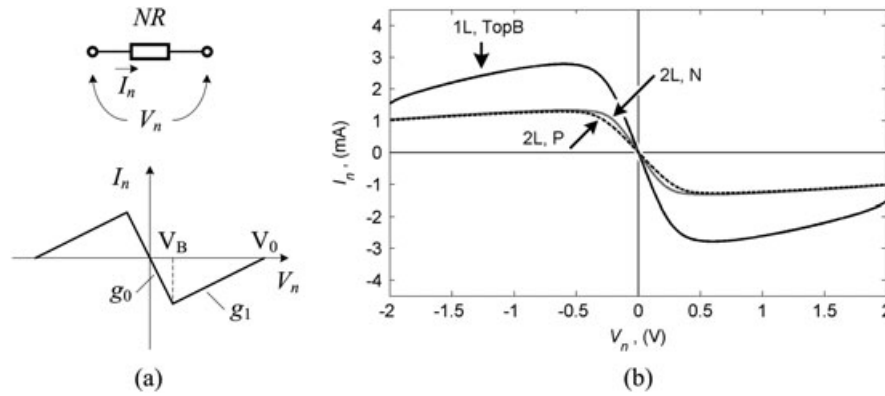 NR
I_n
V_n
I_n
V_B
V_0
V_n
g_0
g_1
(a)
1L, TopB
2L, N
2L, P
I_n, (mA)
4
3
2
1
0
-1
-2
-3
-4
-2
-1.5
-1
-0.5
0
0.5
1
1.5
2
V_n, (V)
(b)